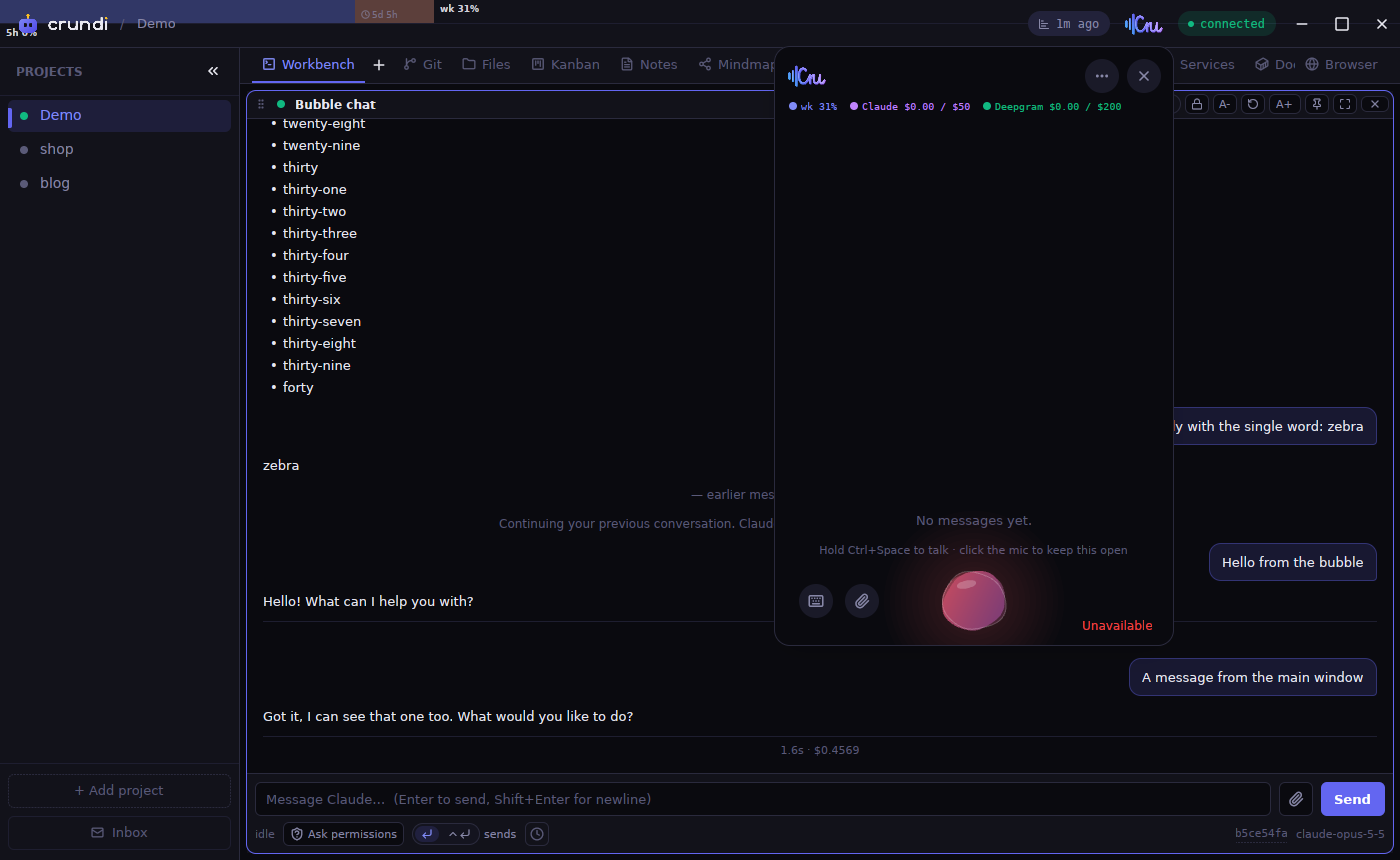 5d 5h
wk 31%
5h 0%
crundi / Demo
1m ago
Cru
connected
PROJECTS
Workbench
Git
Files
Kanban
Notes
Mindmap
Services
Browser
Demo
shop
blog
+ Add project
Inbox
Bubble chat
A-
A+
• twenty-eight
• twenty-nine
• thirty
• thirty-one
• thirty-two
• thirty-three
• thirty-four
• thirty-five
• thirty-six
• thirty-seven
• thirty-eight
• thirty-nine
• forty
with the single word: zebra
zebra
— earlier
Continuing your previous conversation.
Hello from the bubble
Hello! What can I help you with?
A message from the main window
Got it, I can see that one too. What would you like to do?
1.6s · $0.4569
Cru
wk 31%
Claude $0.00 / $50
Deepgram $0.00 / $200
No messages yet.
Hold Ctrl+Space to talk · click the mic to keep this open
Unavailable
Message Claude… (Enter to send, Shift+Enter for newline)
Send
idle
Ask permissions
sends
b5ce54fa
claude-opus-5-5